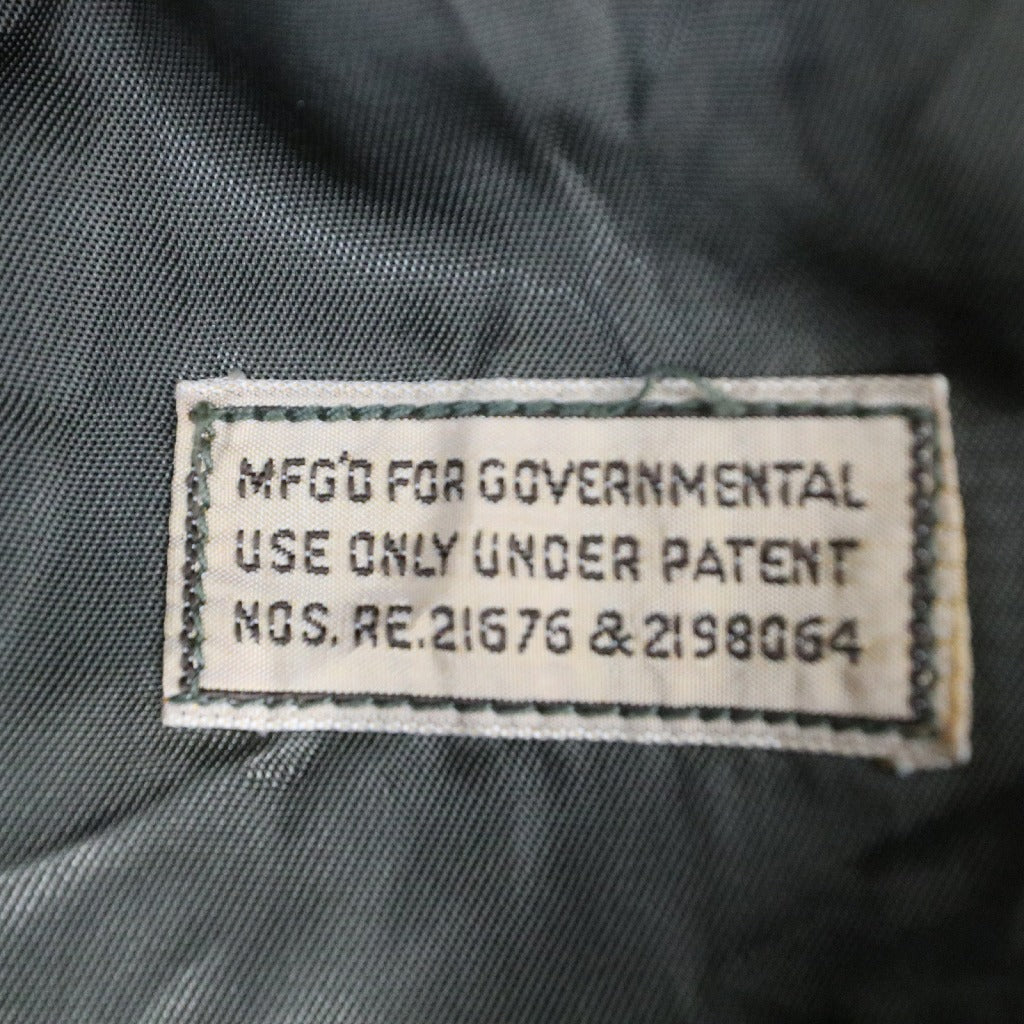 MFG'D FOR GOVERNMENTAL
USE ONLY UNDER PATENT
NOS. RE.21676 & 2198064